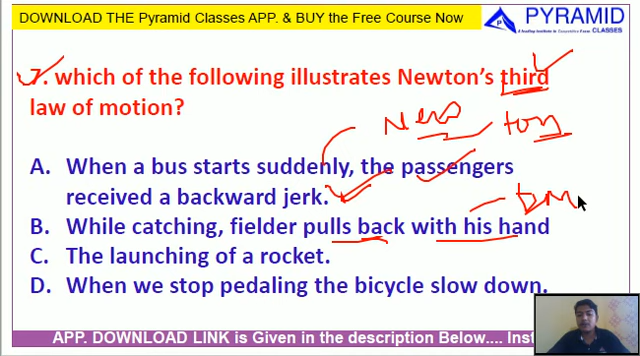 DOWNLOAD THE Pyramid Classes APP. & BUY the Free Course Now
PYRAMID
CLASSES
7. which of the following illustrates Newton's third
law of motion?
A. When a bus starts suddenly, the passengers
received a backward jerk.
B. While catching, fielder pulls back with his hand
C. The launching of a rocket.
D. When we stop pedaling the bicycle slow down.
APP. DOWNLOAD LINK is Given in the description Below.... Inst